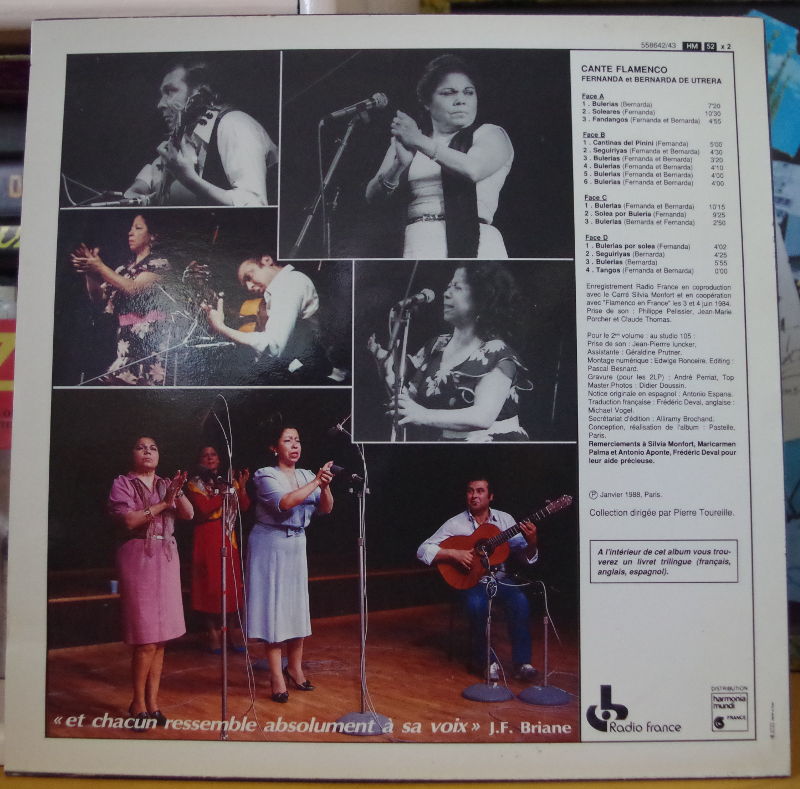 558642/43 HM 52 x 2
CANTE FLAMENCO
FERNANDA et BERNARDA DE UTRERA
Face A
1 . Bulerias (Bernarda) 7'20
2 . Soleares 10'30
3 . Fandangos (Fernanda et Bernarda) 4'55
Face B
1 . Cantinas del Pinini (Fernanda) 5'00
2 . Seguiriyas (Fernanda et Bernarda) 4'30
3 . Bulerias (Fernanda et Bernarda) 3'20
4 . Bulerias (Fernanda et Bernarda) 4'10
5 . Bulerias (Fernanda et Bernarda) 4'00
6 . Bulerias (Fernanda et Bernarda) 4'00
Face C
1 . Bulerias (Fernanda et Bernarda) 10'15
2 . Solea por Buleria (Fernanda) 9'25
3 . Bulerias (Bernarda et Fernanda) 2'50
Face D
1 . Bulerias por solea (Fernanda) 4'02
2 . Seguiriyas (Bernarda) 4'25
3 . Bulerias (Fernanda) 5'55
4 . Tangos (Fernanda et Bernarda) 0'00
Enregistrement Radio France en coproduction
avec le Carré Silvia Monfort et en coopération
avec "Flamenco en France" les 3 et 4 juin 1984.
Prise de son : Philippe Pelissier, Jean-Marie
Porcher et Claude Thomas.
Pour le 2me volume : au studio 105 :
Prise de son : Jean-Pierrre Iuncker,
Assistante : Géraldine Prutner.
Montage numérique : Edwige Roncière. Editing :
Pascal Besnard.
Gravure (pour les 2LP) : André Perriat, Top
Master.Photos : Didier Doussin.
Notice originale en espagnol : Antonio Espana.
Traduction française : Frédéric Deval, anglaise :
Michael Vogel.
Secrétariat d'édition : Alliramy Brochand.
Conception, réalisation de l'album : Pastelle,
Paris.
Remerciements à Silvia Monfort, Maricarmen
Palma et Antonio Aponte, Frédéric Deval pour
leur aide précieuse.
Ⓟ Janvier 1988, Paris.
Collection dirigée par Pierre Toureille.
A l'intérieur de cet album vous trou-
verez un livret trilingue (français,
anglais, espagnol).
« et chacun ressemble absolument à sa voix » J.F. Briane
Radio france
DISTRIBUTION
harmonia
mundi
FRANCE